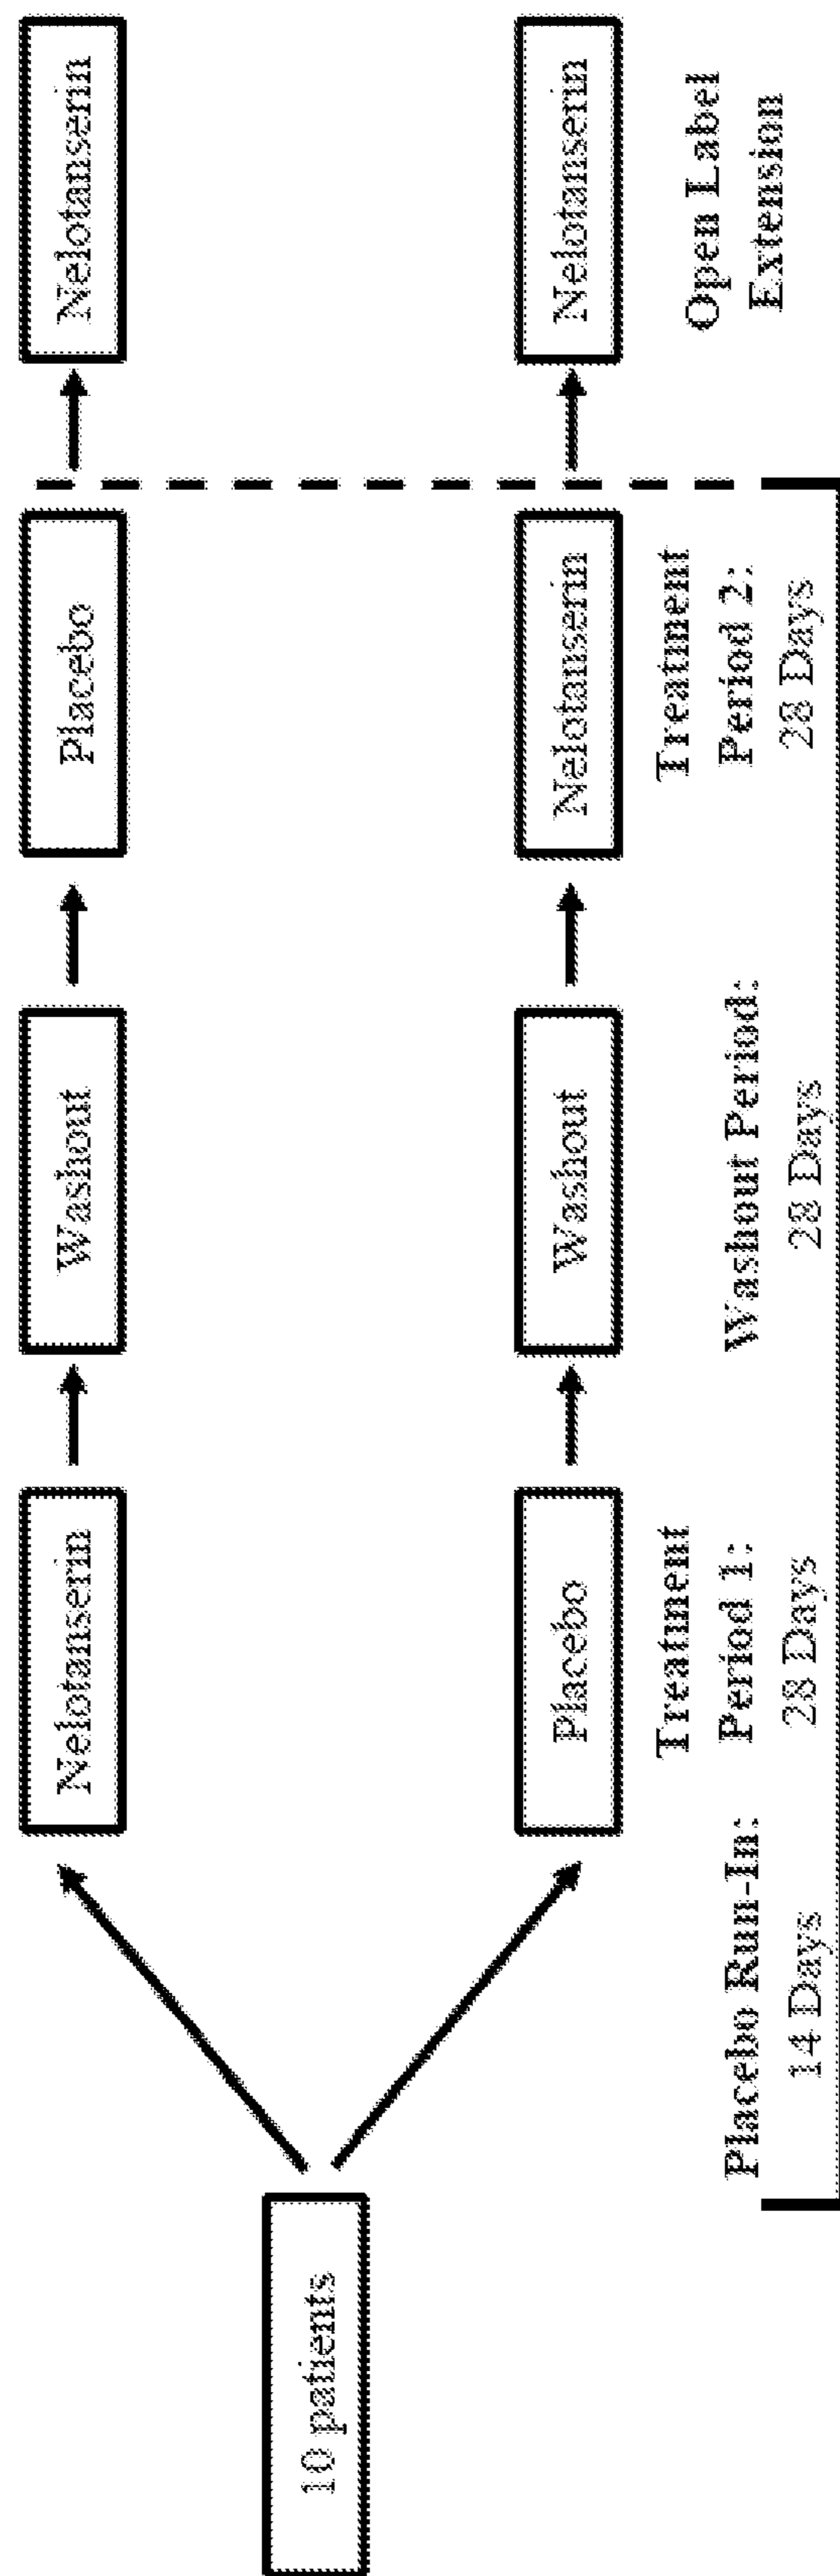 10 patients
Nelotanserin
Washout
Placebo
Nelotanserin
Placebo
Washout
Nelotanserin
Nelotanserin
Placebo Run-In:
14 Days
Treatment
Period 1:
28 Days
Washout Period:
28 Days
Treatment
Period 2:
28 Days
Open Label
Extension